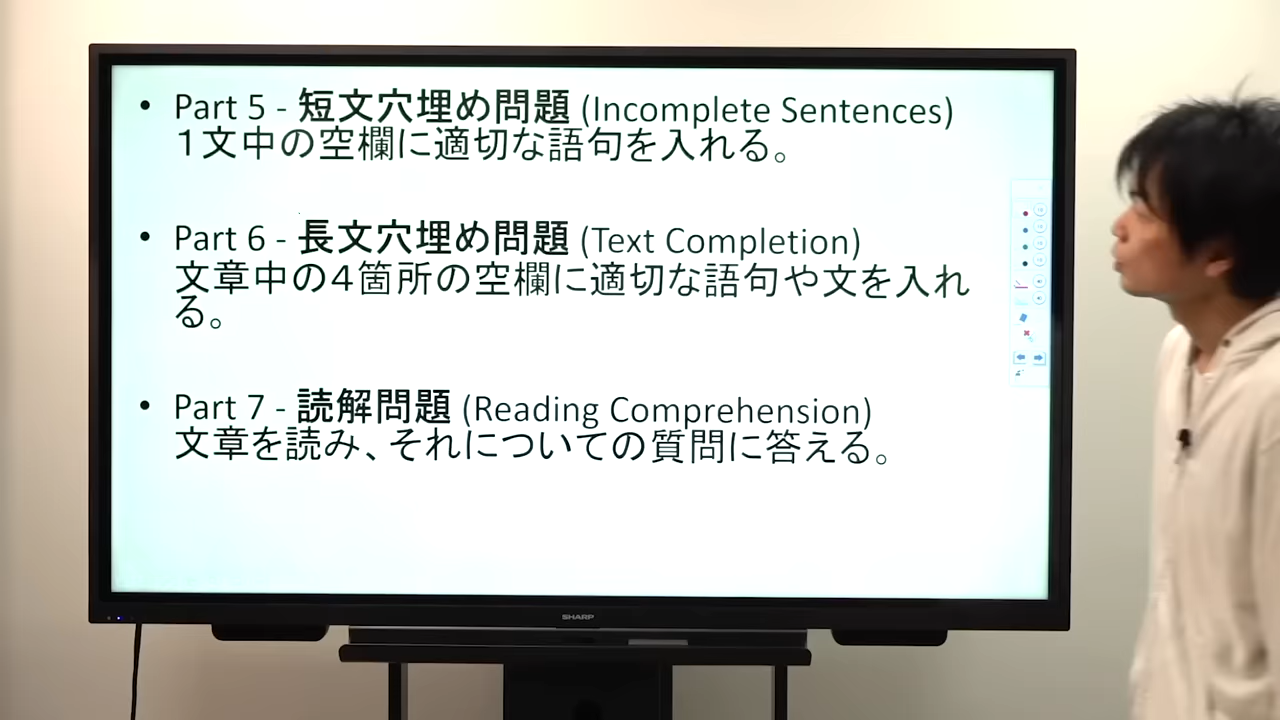 • Part 5 - 短文穴埋め問題 (Incomplete Sentences)
１文中の空欄に適切な語句を入れる。
• Part 6 - 長文穴埋め問題 (Text Completion)
文章中の４箇所の空欄に適切な語句や文を入れ
る。
• Part 7 - 読解問題 (Reading Comprehension)
文章を読み、それについての質問に答える。
SHARP